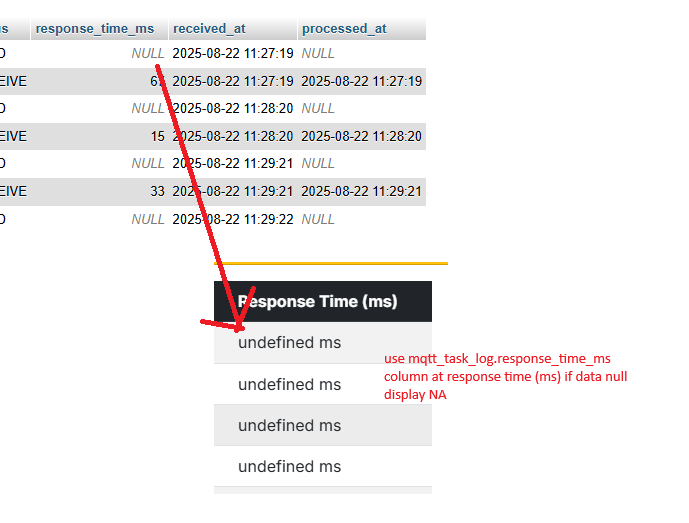 us response_time_ms received_at processed_at
O NULL 2025-08-22 11:27:19 NULL
EIVE 2025-08-22 11:27:19 2025-08-22 11:27:19
O NULL 2025-08-22 11:28:20 NULL
EIVE 15 2025-08-22 11:28:20 2025-08-22 11:28:20
O NULL 2025-08-22 11:29:21 NULL
EIVE 33 2025-08-22 11:29:21 2025-08-22 11:29:21
O NULL 2025-08-22 11:29:22 NULL
Response Time (ms)
undefined ms
undefined ms
undefined ms
undefined ms
use mqtt_task_log.response_time_ms
column at response time (ms) if data null
display NA